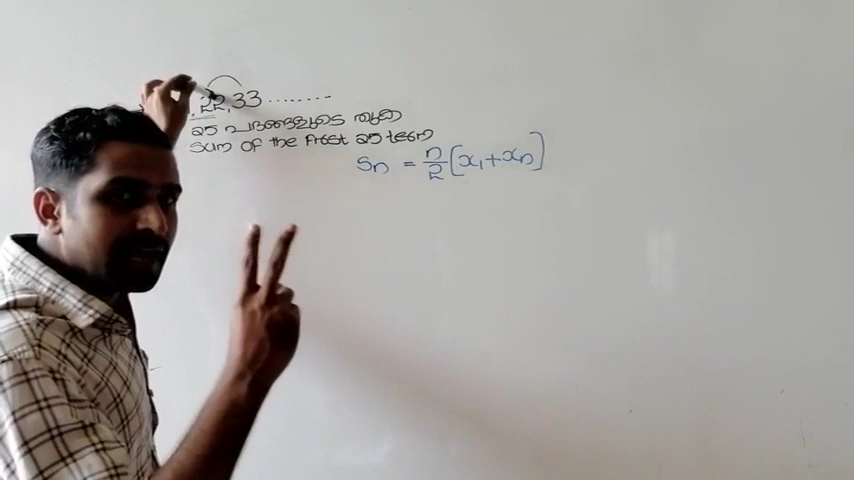 , 22, 33 ........
25 പദങ്ങളുടെ തുക
Sum of the First 25 term
Sn = n/2 [x₁ + xn]